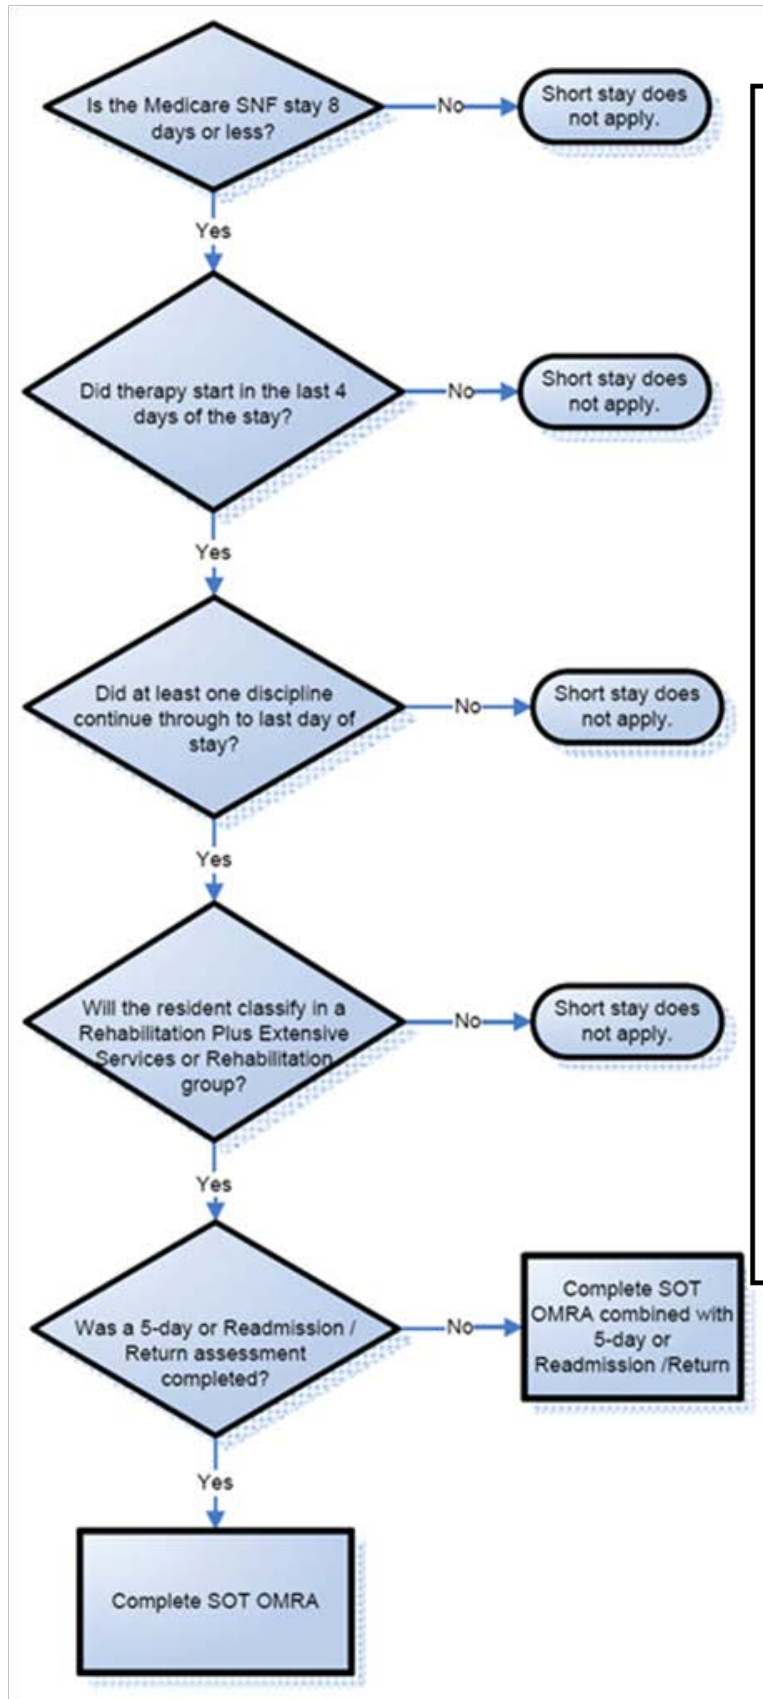 Is the Medicare SNF stay 8
days or less?
No
Short stay does
not apply.
Yes
Did therapy start in the last 4
days of the stay?
No
Short stay does
not apply.
Yes
Did at least one discipline
continue through to last day of
stay?
No
Short stay does
not apply.
Yes
Will the resident classify in a
Rehabilitation Plus Extensive
Services or Rehabilitation
group?
No
Short stay does
not apply.
Yes
Was a 5-day or Readmission /
Return assessment
completed?
No
Complete SOT
OMRA combined with
5-day or
Readmission /Return
Yes
Complete SOT OMRA